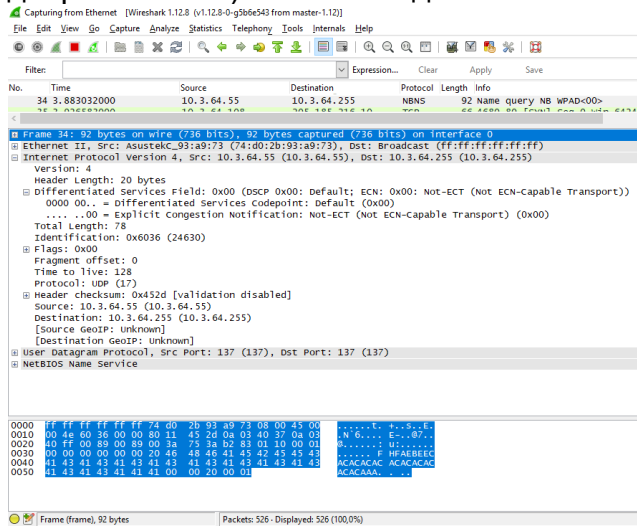 Capturing from Ethernet [Wireshark 1.12.8 (v1.12.8-0-g5b6e543 from master-1.12)]
File Edit View Go Capture Analyze Statistics Telephony Tools Internals Help
Filter: Expression... Clear Apply Save
No. Time Source Destination Protocol Length Info
34 3.883032000 10.3.64.55 10.3.64.255 NBNS 92 Name query NB WPAD<00>
Frame 34: 92 bytes on wire (736 bits), 92 bytes captured (736 bits) on interface 0
Ethernet II, Src: AsustekC_93:a9:73 (74:d0:2b:93:a9:73), Dst: Broadcast (ff:ff:ff:ff:ff:ff)
Internet Protocol Version 4, Src: 10.3.64.55 (10.3.64.55), Dst: 10.3.64.255 (10.3.64.255)
Version: 4
Header Length: 20 bytes
Differentiated Services Field: 0x00 (DSCP 0x00: Default; ECN: 0x00: Not-ECT (Not ECN-Capable Transport))
0000 00.. = Differentiated Services Codepoint: Default (0x00)
.... ..00 = Explicit Congestion Notification: Not-ECT (Not ECN-Capable Transport) (0x00)
Total Length: 78
Identification: 0x6036 (24630)
Flags: 0x00
Fragment offset: 0
Time to live: 128
Protocol: UDP (17)
Header checksum: 0x452d [validation disabled]
Source: 10.3.64.55 (10.3.64.55)
Destination: 10.3.64.255 (10.3.64.255)
[Source GeoIP: Unknown]
[Destination GeoIP: Unknown]
User Datagram Protocol, Src Port: 137 (137), Dst Port: 137 (137)
NetBIOS Name Service
0000 ff ff ff ff ff ff 74 d0 2b 93 a9 73 08 00 45 00 ......t. +..s..E.
0010 00 4e 60 36 00 00 80 11 45 2d 0a 03 40 37 0a 03 .N`6.... E-..@7..
0020 40 ff 00 89 00 89 00 3a 75 3a b2 83 01 10 00 01 @......: u:......
0030 00 00 00 00 00 00 20 46 48 46 41 45 42 45 45 43 ...... F HFAEBEEC
0040 41 43 41 43 41 43 41 43 41 43 41 43 41 43 41 43 ACACACAC ACACACAC
0050 41 43 41 43 41 41 41 00 00 20 00 01 ACACAAA. . ..
Frame (frame), 92 bytes Packets: 526 · Displayed: 526 (100,0%)